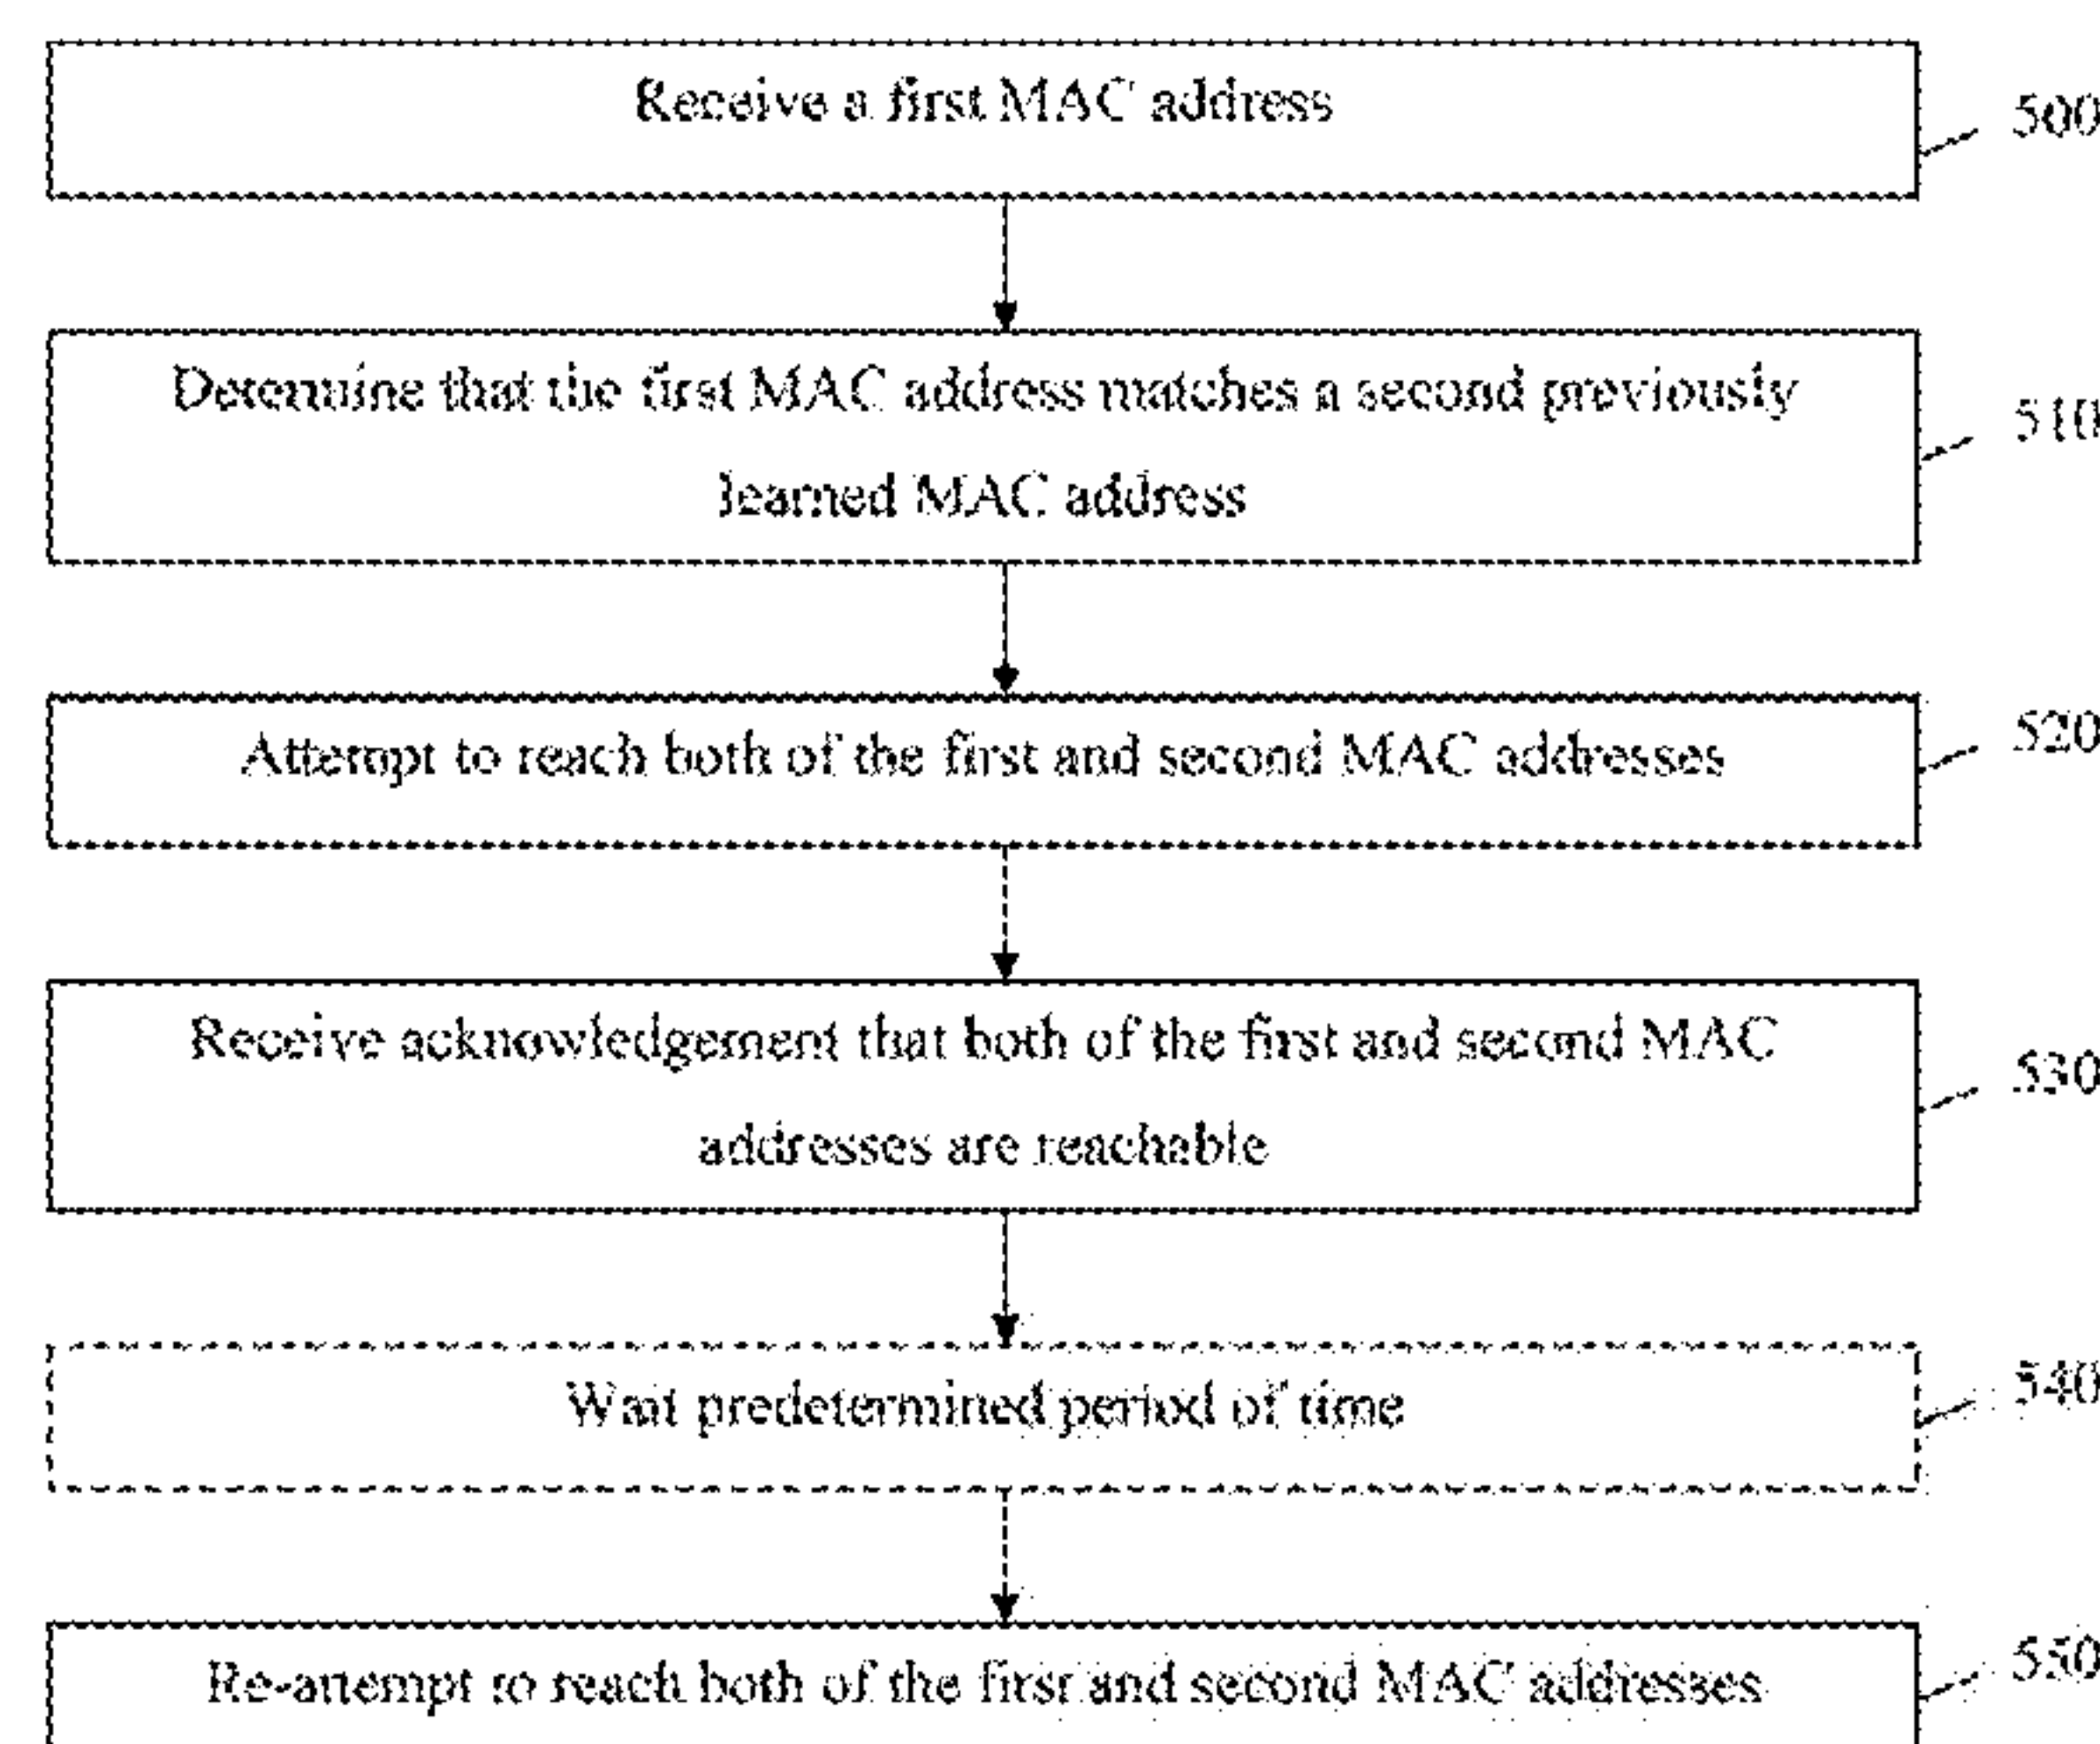 Receive a first MAC address
500
Determine that the first MAC address matches a second previously
510
learned MAC address
Attempt to reach both of the first and second MAC addresses
520
Receive acknowledgement that both of the first and second MAC
530
addresses are reachable
Wait predetermined period of time
540
Re-attempt to reach both of the first and second MAC addresses
550